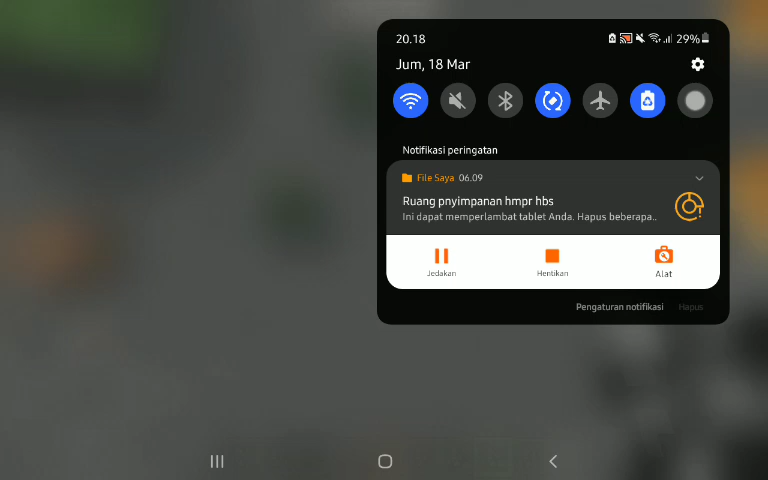 20.18
29%
Jum, 18 Mar
Notifikasi peringatan
File Saya 06.09
Ruang pnyimpanan hmpr hbs
Ini dapat memperlambat tablet Anda. Hapus beberapa..
Jedakan
Hentikan
Alat
Pengaturan notifikasi
Hapus